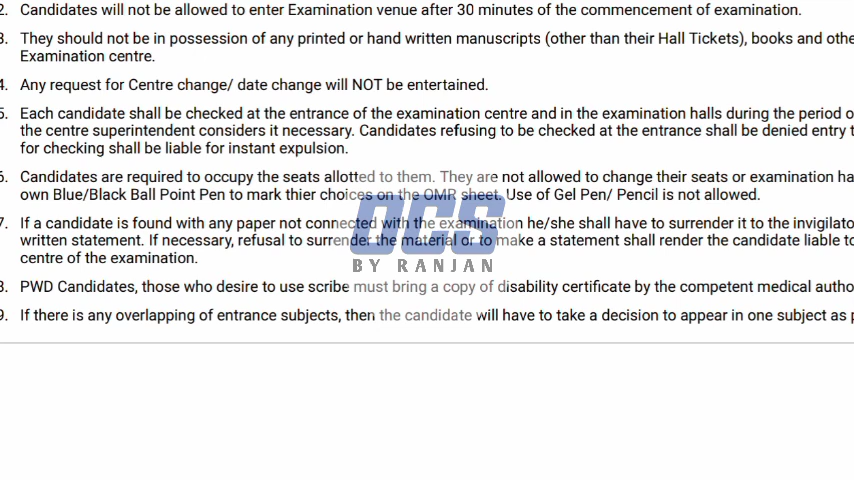 2. Candidates will not be allowed to enter Examination venue after 30 minutes of the commencement of examination.
3. They should not be in possession of any printed or hand written manuscripts (other than their Hall Tickets), books and othe
Examination centre.
4. Any request for Centre change/ date change will NOT be entertained.
5. Each candidate shall be checked at the entrance of the examination centre and in the examination halls during the period o
the centre superintendent considers it necessary. Candidates refusing to be checked at the entrance shall be denied entry t
for checking shall be liable for instant expulsion.
6. Candidates are required to occupy the seats allotted to them. They are not allowed to change their seats or examination ha
own Blue/Black Ball Point Pen to mark thier choices on the OMR sheet. Use of Gel Pen/ Pencil is not allowed.
7. If a candidate is found with any paper not connected with the examination he/she shall have to surrender it to the invigilato
written statement. If necessary, refusal to surrender the material or to make a statement shall render the candidate liable to
centre of the examination.
8. PWD Candidates, those who desire to use scribe must bring a copy of disability certificate by the competent medical autho
9. If there is any overlapping of entrance subjects, then the candidate will have to take a decision to appear in one subject as p
OCS
BY RANJAN